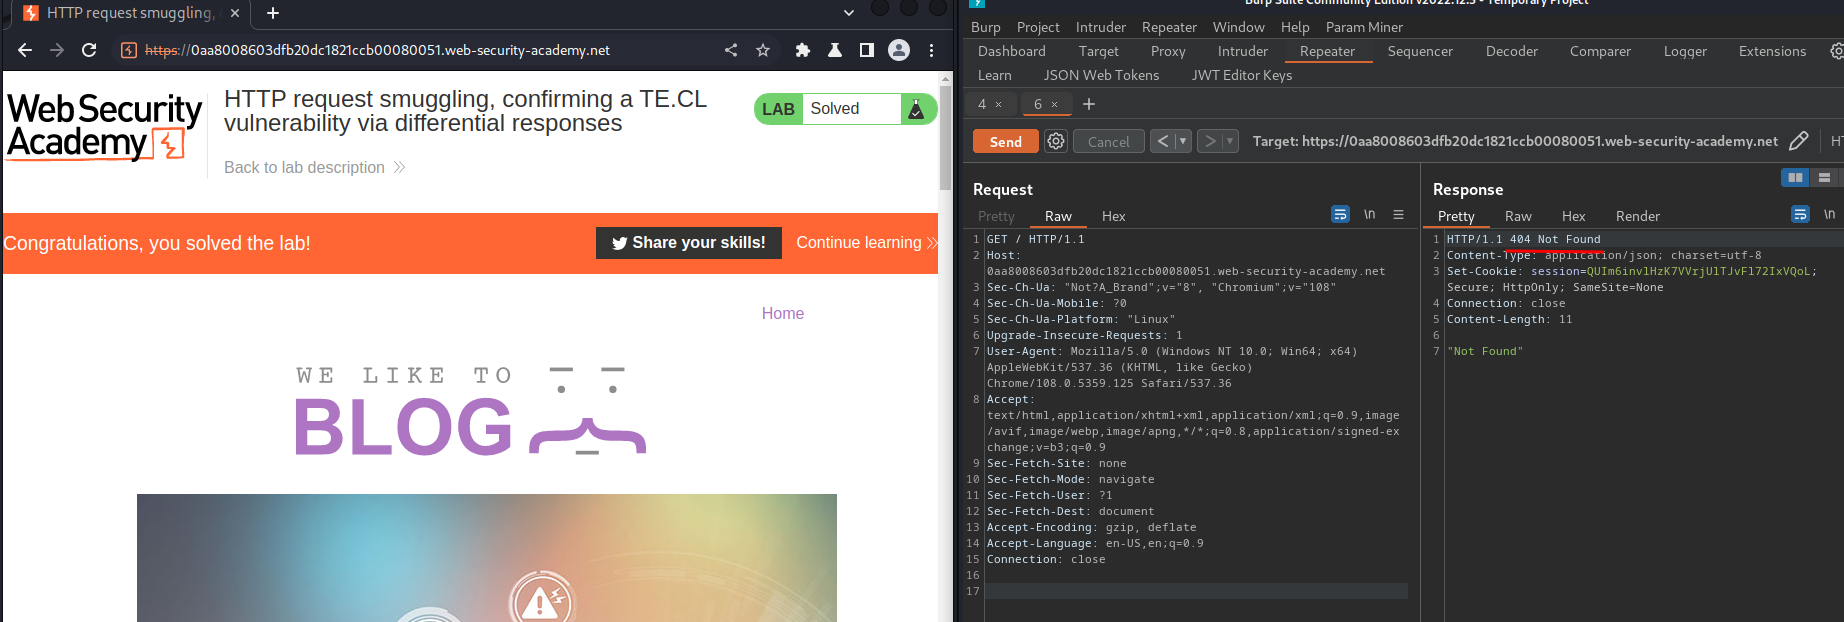 HTTP request smuggling,
https://0aa8008603dfb20dc1821ccb00080051.web-security-academy.net
Web Security
Academy
HTTP request smuggling, confirming a TE.CL
vulnerability via differential responses
Back to lab description
LAB Solved
Congratulations, you solved the lab!
Share your skills!
Continue learning
Home
WE LIKE TO
BLOG
Burp Suite Community Edition v2022.12.5 - Temporary Project
Burp Project Intruder Repeater Window Help Param Miner
Dashboard Target Proxy Intruder Repeater Sequencer Decoder Comparer Logger Extensions
Learn JSON Web Tokens JWT Editor Keys
4 × 6 × +
Send Cancel < > Target: https://0aa8008603dfb20dc1821ccb00080051.web-security-academy.net
Request
Pretty Raw Hex \n
1 GET / HTTP/1.1
2 Host:
0aa8008603dfb20dc1821ccb00080051.web-security-academy.net
3 Sec-Ch-Ua: "Not?A_Brand";v="8", "Chromium";v="108"
4 Sec-Ch-Ua-Mobile: ?0
5 Sec-Ch-Ua-Platform: "Linux"
6 Upgrade-Insecure-Requests: 1
7 User-Agent: Mozilla/5.0 (Windows NT 10.0; Win64; x64)
AppleWebKit/537.36 (KHTML, like Gecko)
Chrome/108.0.5359.125 Safari/537.36
8 Accept:
text/html,application/xhtml+xml,application/xml;q=0.9,image
/avif,image/webp,image/apng,*/*;q=0.8,application/signed-ex
change;v=b3;q=0.9
9 Sec-Fetch-Site: none
10 Sec-Fetch-Mode: navigate
11 Sec-Fetch-User: ?1
12 Sec-Fetch-Dest: document
13 Accept-Encoding: gzip, deflate
14 Accept-Language: en-US,en;q=0.9
15 Connection: close
16
17
Response
Pretty Raw Hex Render \n
1 HTTP/1.1 404 Not Found
2 Content-Type: application/json; charset=utf-8
3 Set-Cookie: session=QUIm6invlHzK7VVrjUlTJvFl72IxVQoL;
Secure; HttpOnly; SameSite=None
4 Connection: close
5 Content-Length: 11
6
7 "Not Found"